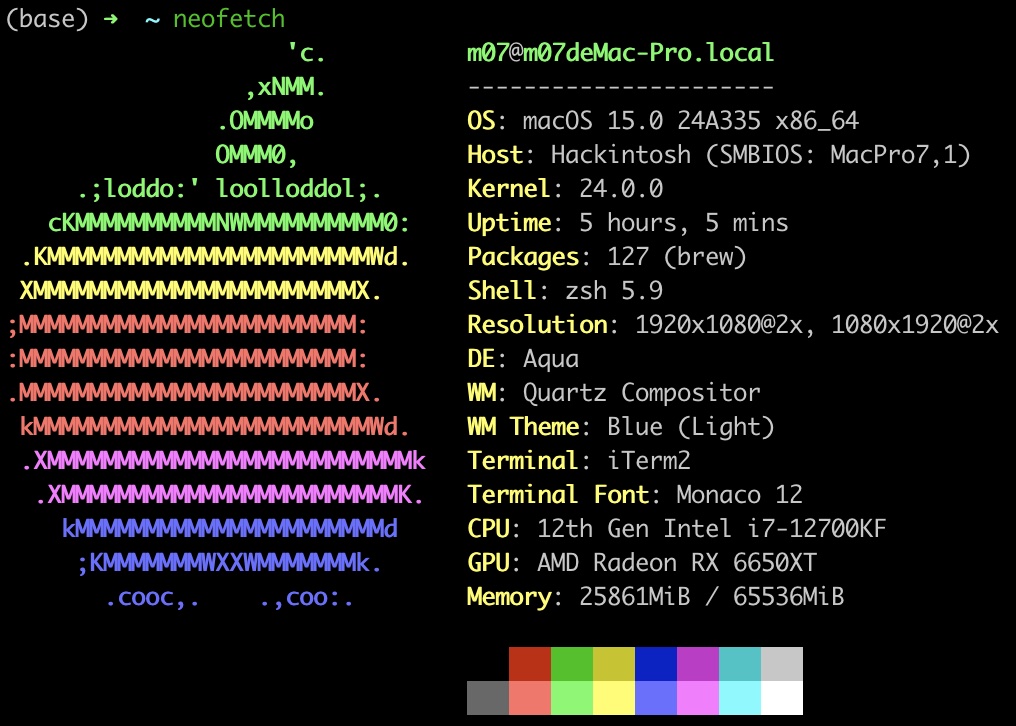 (base) ➜  ~ neofetch
                    'c.          m07@m07deMac-Pro.local
                 ,xNMM.          ----------------------
               .OMMMMo           OS: macOS 15.0 24A335 x86_64
               OMMM0,            Host: Hackintosh (SMBIOS: MacPro7,1)
     .;loddo:' loolloddol;.      Kernel: 24.0.0
   cKMMMMMMMMMMNWMMMMMMMMMM0:    Uptime: 5 hours, 5 mins
 .KMMMMMMMMMMMMMMMMMMMMMMMWd.    Packages: 127 (brew)
 XMMMMMMMMMMMMMMMMMMMMMMMX.      Shell: zsh 5.9
;MMMMMMMMMMMMMMMMMMMMMMMM:       Resolution: 1920x1080@2x, 1080x1920@2x
:MMMMMMMMMMMMMMMMMMMMMMMM:       DE: Aqua
.MMMMMMMMMMMMMMMMMMMMMMMMX.      WM: Quartz Compositor
 kMMMMMMMMMMMMMMMMMMMMMMMMWd.    WM Theme: Blue (Light)
 .XMMMMMMMMMMMMMMMMMMMMMMMMMMk   Terminal: iTerm2
  .XMMMMMMMMMMMMMMMMMMMMMMMMK.   Terminal Font: Monaco 12
    kMMMMMMMMMMMMMMMMMMMMMMd     CPU: 12th Gen Intel i7-12700KF
     ;KMMMMMMMWXXWMMMMMMMk.      GPU: AMD Radeon RX 6650XT
       .cooc,.    .,coo:.        Memory: 25861MiB / 65536MiB